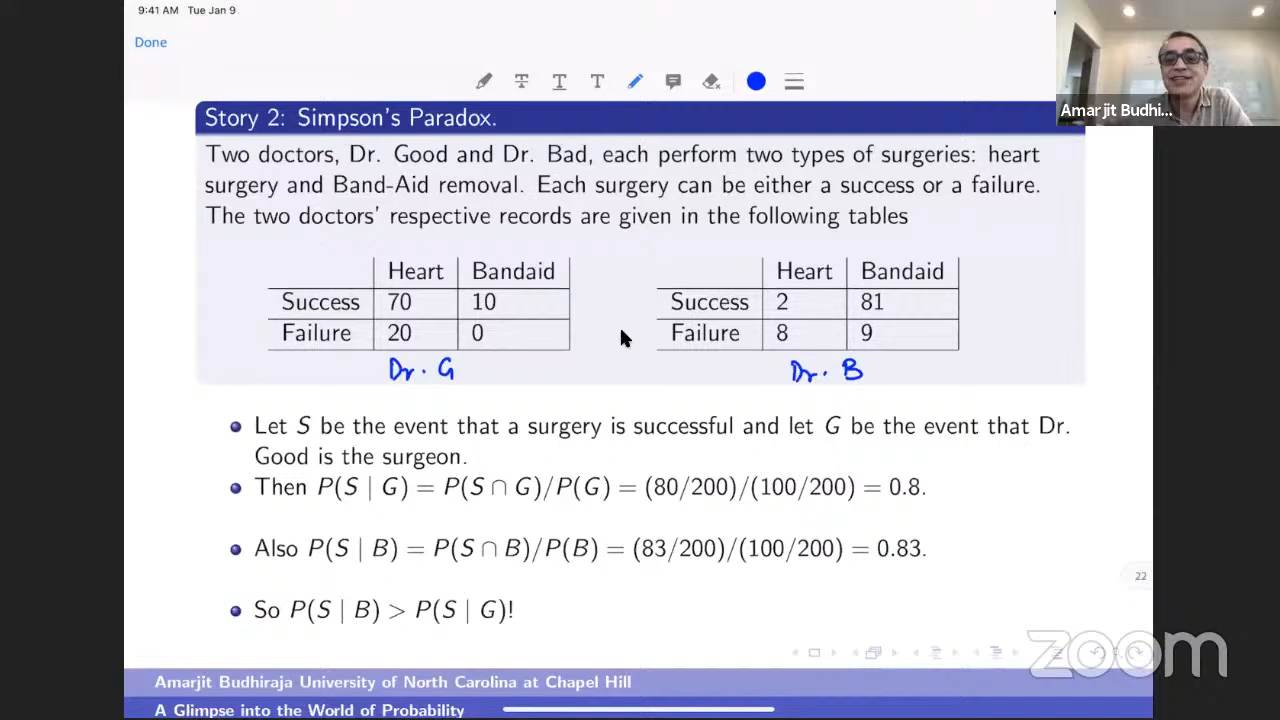 9:41 AM Tue Jan 9
Done
Amarjit Budhi...
Story 2: Simpson's Paradox.
Two doctors, Dr. Good and Dr. Bad, each perform two types of surgeries: heart
surgery and Band-Aid removal. Each surgery can be either a success or a failure.
The two doctors' respective records are given in the following tables
Heart Bandaid
Success 70 10
Failure 20 0
Dr. G
Heart Bandaid
Success 2 81
Failure 8 9
Dr. B
Let S be the event that a surgery is successful and let G be the event that Dr.
Good is the surgeon.
Then P(S | G) = P(S ∩ G)/P(G) = (80/200)/(100/200) = 0.8.
Also P(S | B) = P(S ∩ B)/P(B) = (83/200)/(100/200) = 0.83.
So P(S | B) > P(S | G)!
22
zoom
Amarjit Budhiraja University of North Carolina at Chapel Hill
A Glimpse into the World of Probability